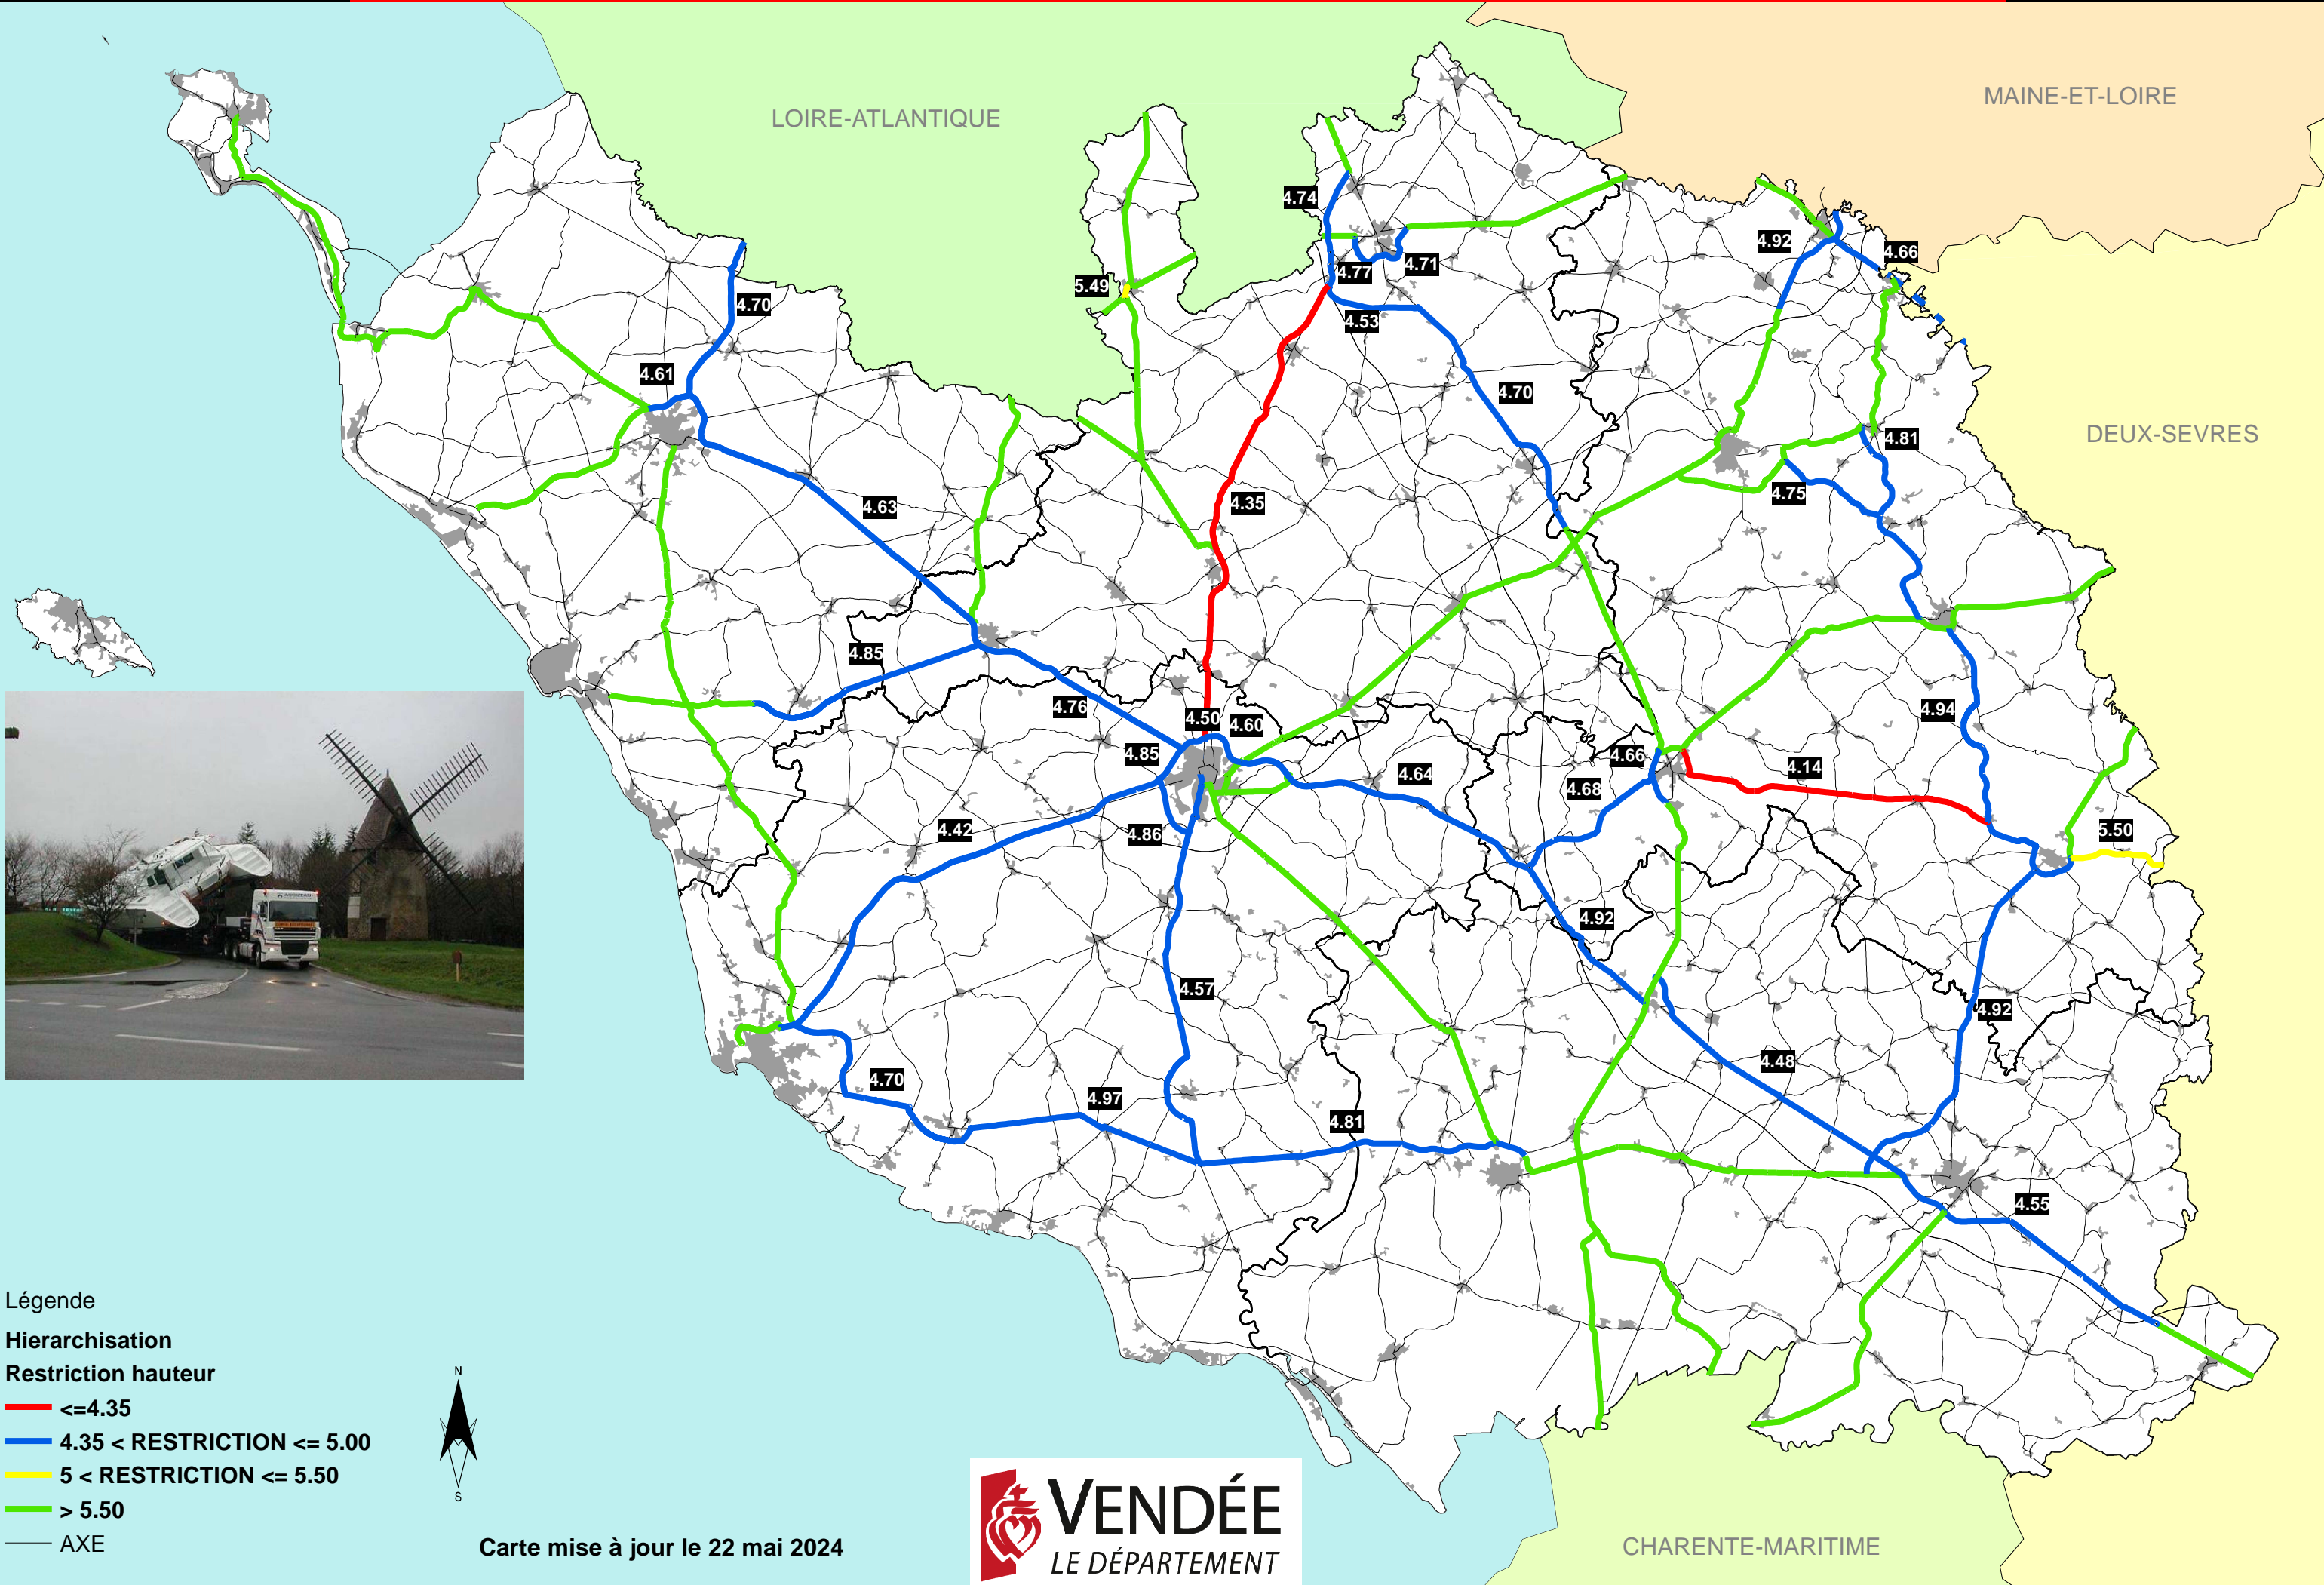 LOIRE-ATLANTIQUE
MAINE-ET-LOIRE
DEUX-SEVRES
CHARENTE-MARITIME
4.74
4.92
4.66
4.77
4.71
5.49
4.70
4.53
4.61
4.70
4.81
4.75
4.63
4.35
4.85
4.76
4.50
4.60
4.94
4.85
4.66
4.64
4.68
4.14
4.42
4.86
5.50
4.92
4.57
4.92
4.48
4.70
4.97
4.81
4.55
Légende
Hierarchisation
Restriction hauteur
<=4.35
4.35 < RESTRICTION <= 5.00
5 < RESTRICTION <= 5.50
> 5.50
AXE
N
S
Carte mise à jour le 22 mai 2024
VENDÉE
LE DÉPARTEMENT